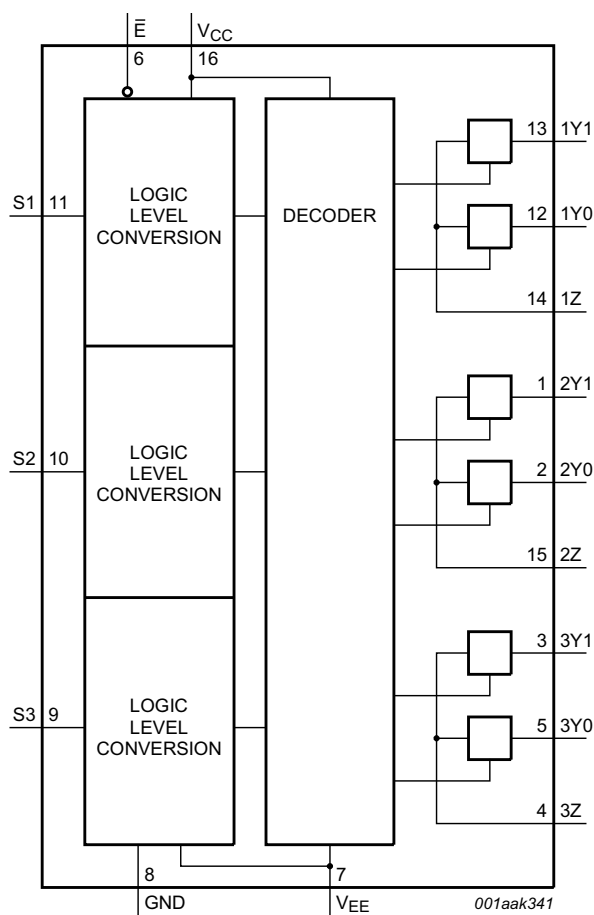 E̅ VCC
6 16
13 1Y1
S1 11
LOGIC
LEVEL
CONVERSION
DECODER
12 1Y0
14 1Z
1 2Y1
S2 10
LOGIC
LEVEL
CONVERSION
2 2Y0
15 2Z
3 3Y1
S3 9
LOGIC
LEVEL
CONVERSION
5 3Y0
4 3Z
8 7
GND VEE
001aak341